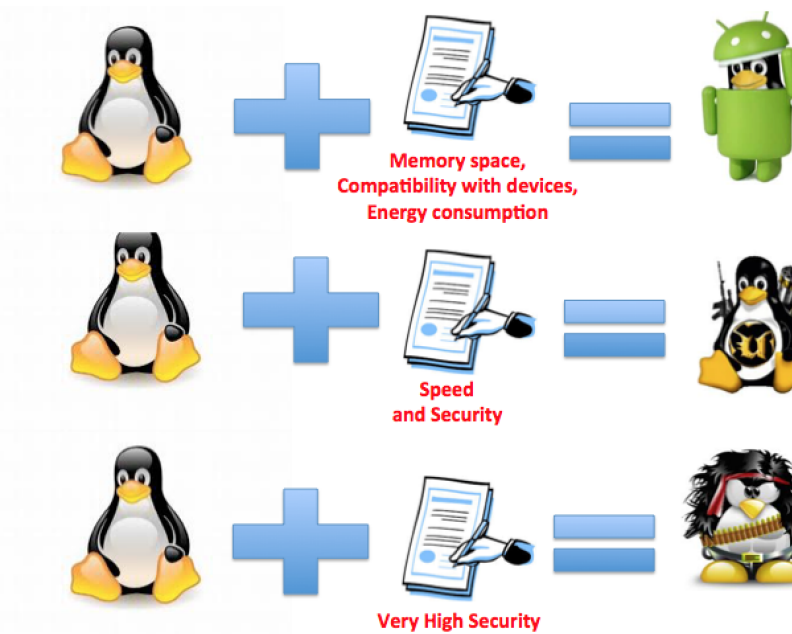 Memory space,
Compatibility with devices,
Energy consumption
Speed
and Security
Very High Security